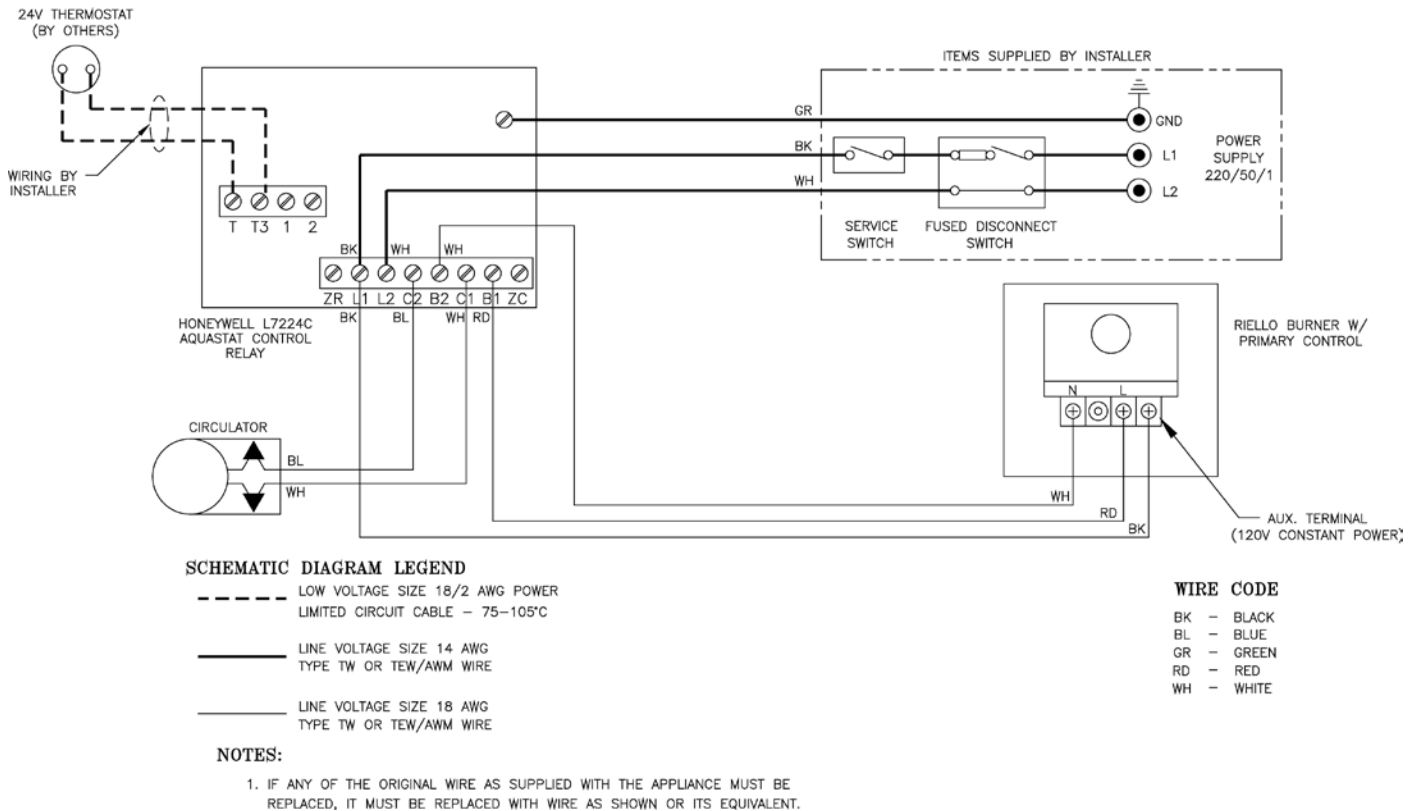 24V THERMOSTAT
(BY OTHERS)
WIRING BY
INSTALLER
T T3 1 2
BK WH WH
ZR L1 L2 C2 B2 C1 B1 ZC
BK BL WH RD
HONEYWELL L7224C
AQUASTAT CONTROL
RELAY
ITEMS SUPPLIED BY INSTALLER
GR
BK
WH
GND
L1
L2
POWER
SUPPLY
220/50/1
SERVICE
SWITCH
FUSED DISCONNECT
SWITCH
RIELLO BURNER W/
PRIMARY CONTROL
N L
WH
RD
BK
AUX. TERMINAL
(120V CONSTANT POWER)
CIRCULATOR
BL
WH
SCHEMATIC DIAGRAM LEGEND
LOW VOLTAGE SIZE 18/2 AWG POWER
LIMITED CIRCUIT CABLE – 75–105°C
LINE VOLTAGE SIZE 14 AWG
TYPE TW OR TEW/AWM WIRE
LINE VOLTAGE SIZE 18 AWG
TYPE TW OR TEW/AWM WIRE
WIRE CODE
BK – BLACK
BL – BLUE
GR – GREEN
RD – RED
WH – WHITE
NOTES:
1. IF ANY OF THE ORIGINAL WIRE AS SUPPLIED WITH THE APPLIANCE MUST BE
REPLACED, IT MUST BE REPLACED WITH WIRE AS SHOWN OR ITS EQUIVALENT.